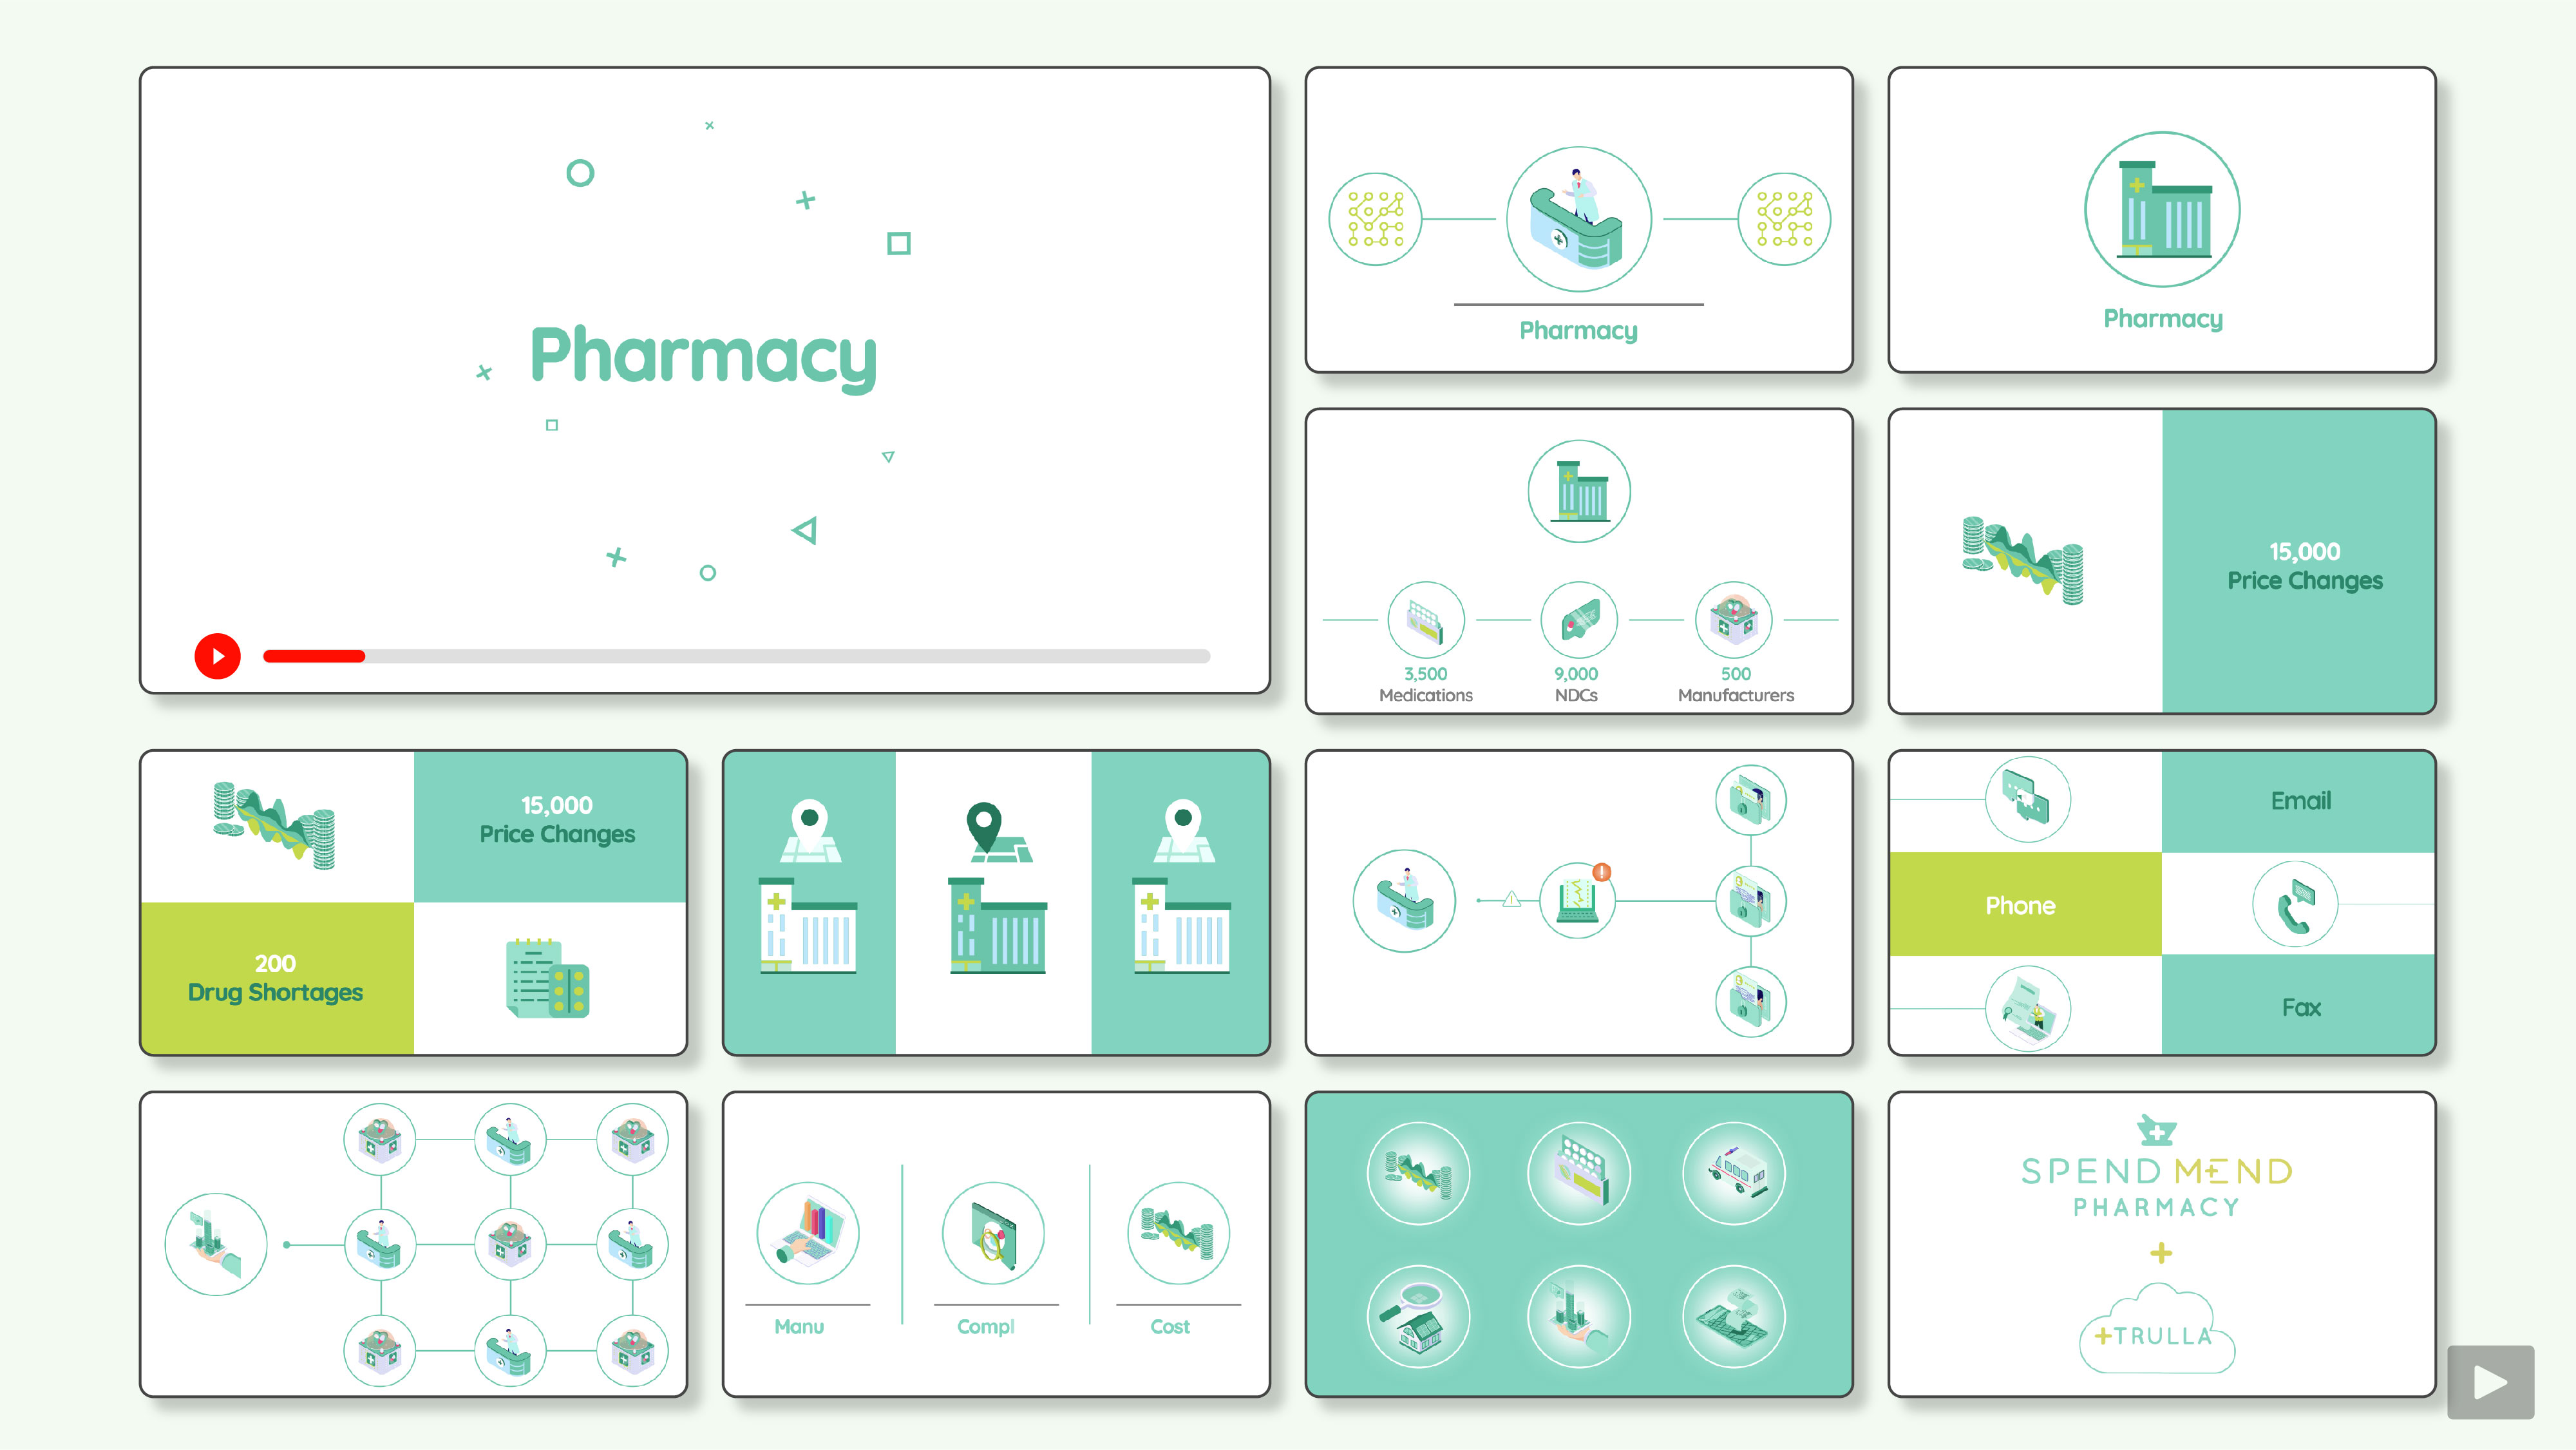 Pharmacy
Pharmacy
Pharmacy
3,500
Medications
9,000
NDCs
500
Manufacturers
15,000
Price Changes
15,000
Price Changes
200
Drug Shortages
Email
Phone
Fax
Manu
Compl
Cost
SPEND MEND
PHARMACY
+
+TRULLA